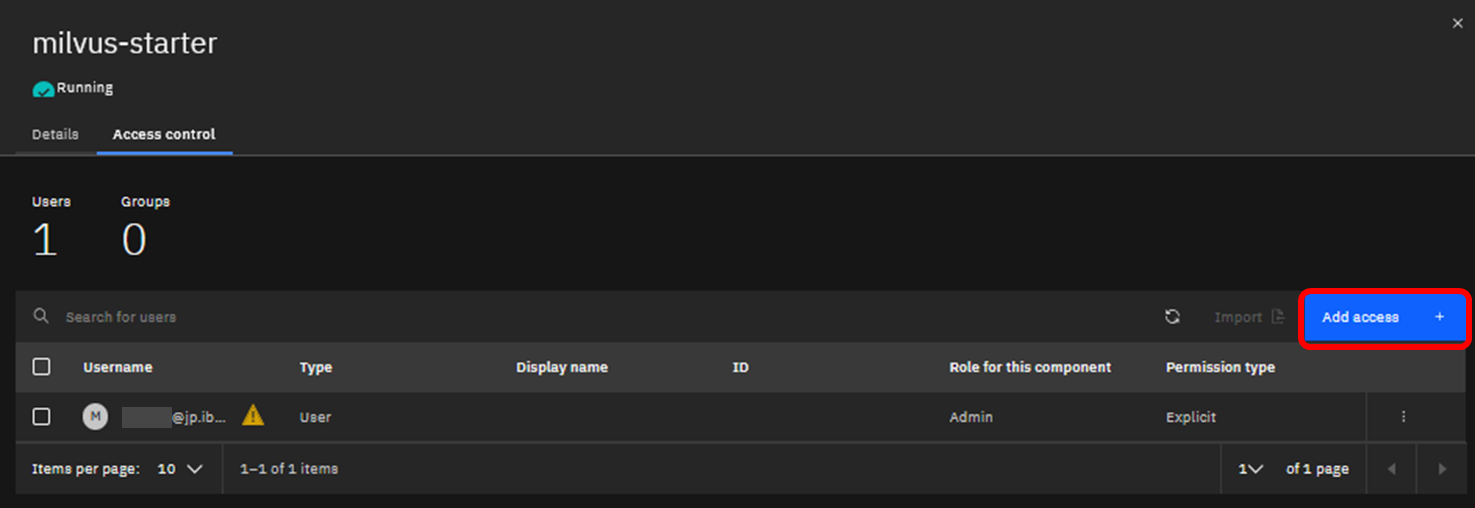 milvus-starter
Running
Details Access control
Users Groups
1 0
Search for users Import Add access +
Username Type Display name ID Role for this component Permission type
M @jp.ib... User Admin Explicit
Items per page: 10 1–1 of 1 items 1 of 1 page